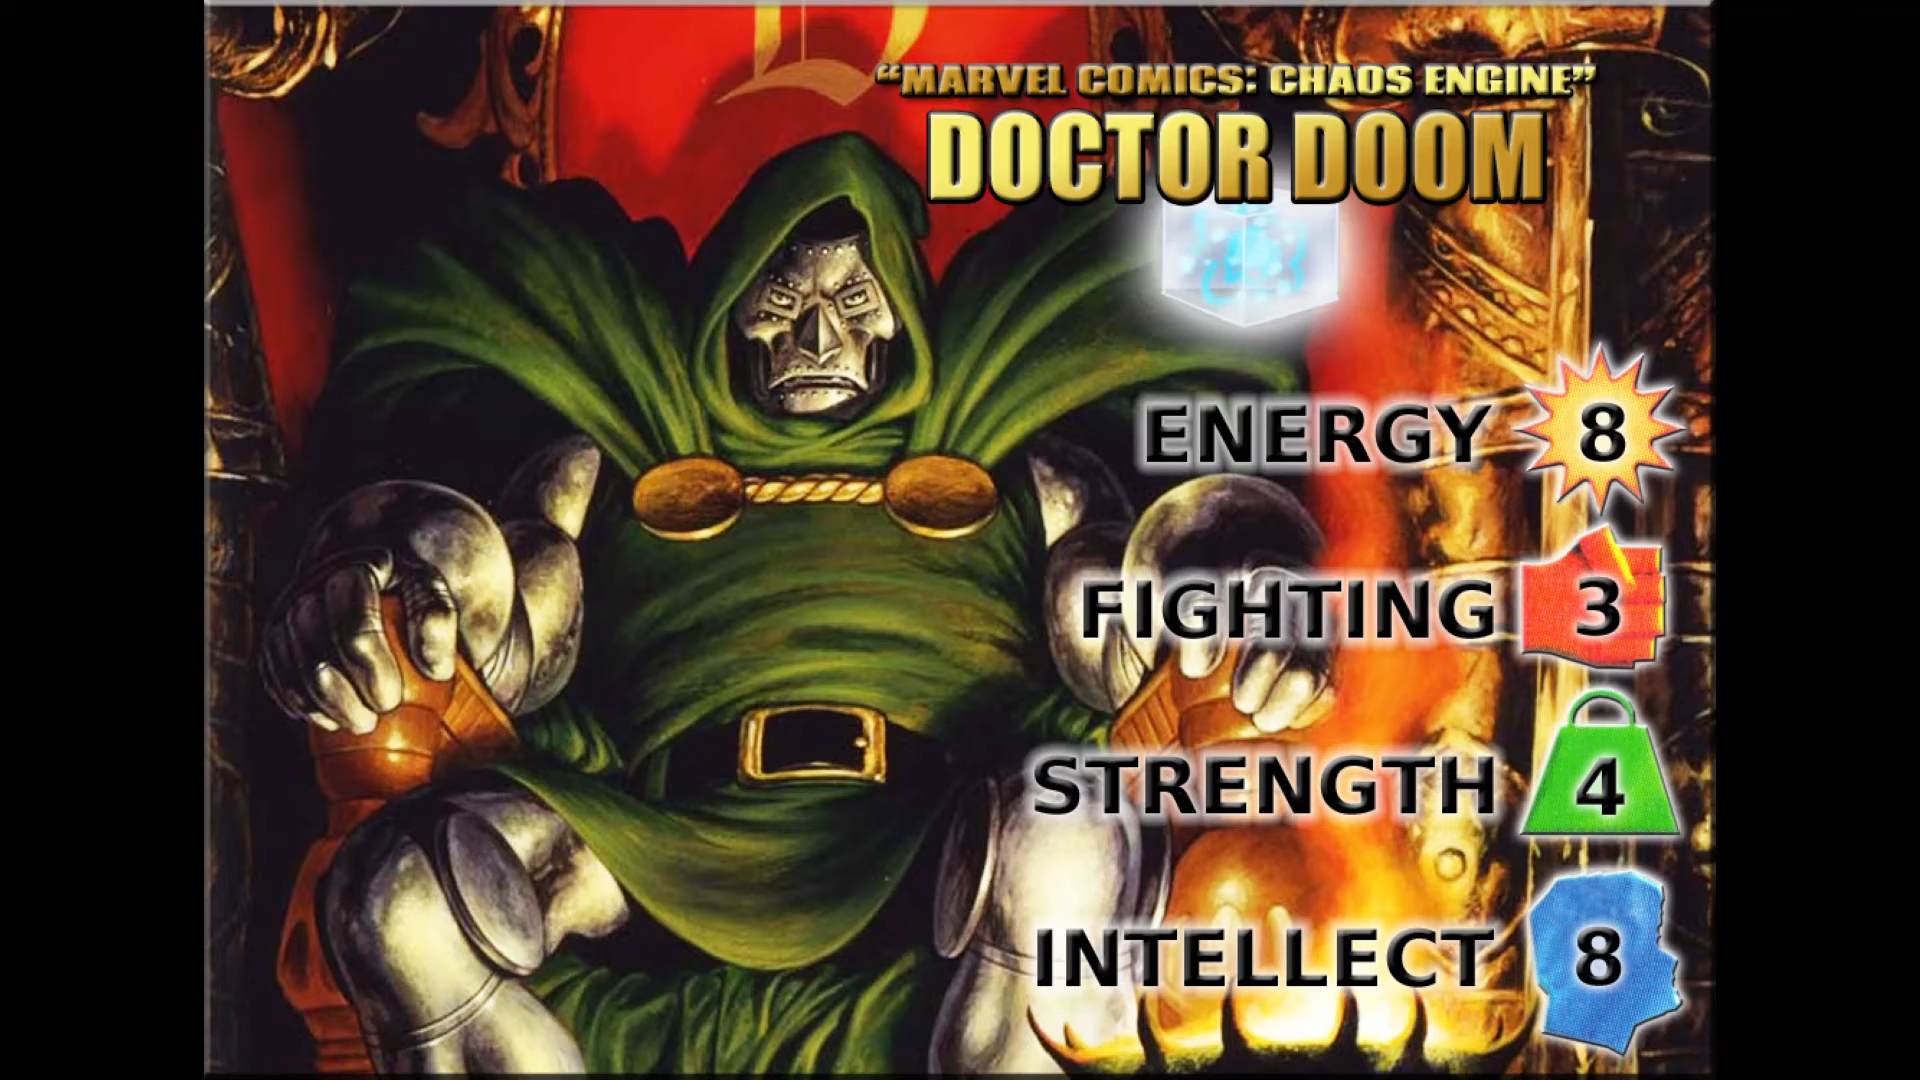 “MARVEL COMICS: CHAOS ENGINE”
DOCTOR DOOM
ENERGY 8
FIGHTING 3
STRENGTH 4
INTELLECT 8